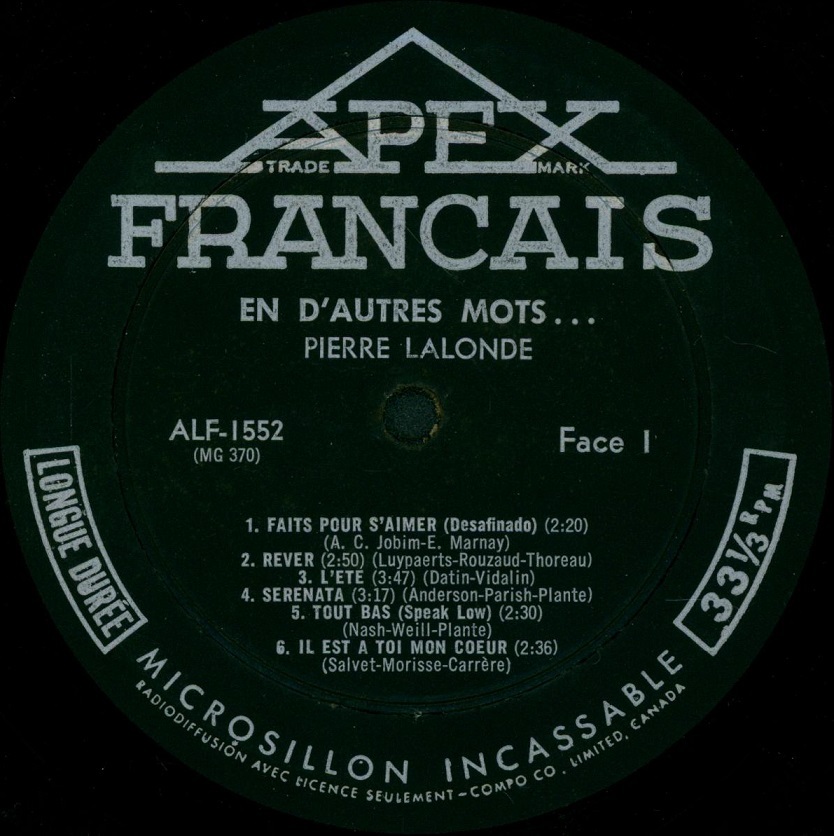 APEX
TRADE MARK
FRANCAIS
EN D'AUTRES MOTS...
PIERRE LALONDE
ALF-1552
(MG 370)
Face 1
LONGUE DURÉE
33 1/3 RPM
1. FAITS POUR S'AIMER (Desafinado) (2:20)
(A. C. Jobim-E. Marnay)
2. REVER (2:50) (Luypaerts-Rouzaud-Thoreau)
3. L'ETE (3:47) (Datin-Vidalin)
4. SERENATA (3:17) (Anderson-Parish-Plante)
5. TOUT BAS (Speak Low) (2:30)
(Nash-Weill-Plante)
6. IL EST A TOI MON COEUR (2:36)
(Salvet-Morisse-Carrère)
MICROSILLON INCASSABLE
RADIODIFFUSION AVEC LICENCE SEULEMENT-COMPO CO. LIMITED, CANADA